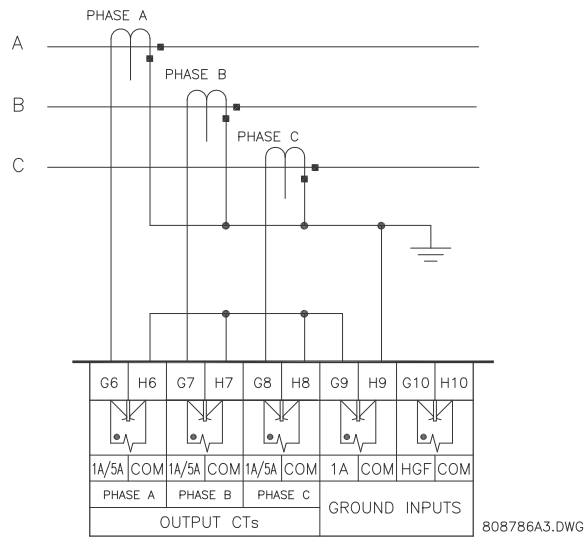 PHASE A
A
PHASE B
B
PHASE C
C
G6 H6 G7 H7 G8 H8 G9 H9 G10 H10
1A/5A COM 1A/5A COM 1A/5A COM 1A COM HGF COM
PHASE A PHASE B PHASE C
GROUND INPUTS
OUTPUT CTs
808786A3.DWG